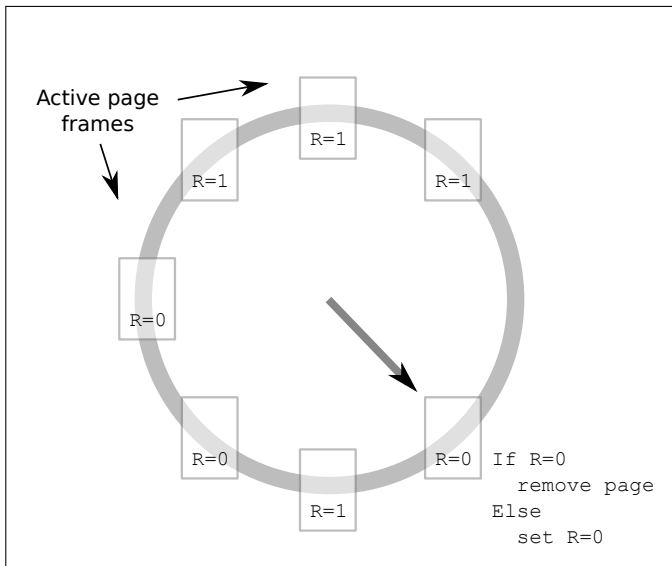 Active page
frames
R=1
R=1
R=1
R=0
R=0
R=1
R=0
If R=0
remove page
Else
set R=0